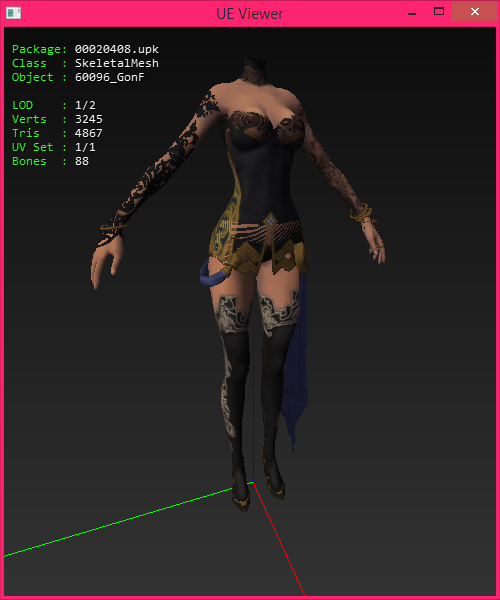 UE Viewer
Package: 00020408.upk
Class : SkeletalMesh
Object : 60096_GonF
LOD : 1/2
Verts : 3245
Tris : 4867
UV Set : 1/1
Bones : 88